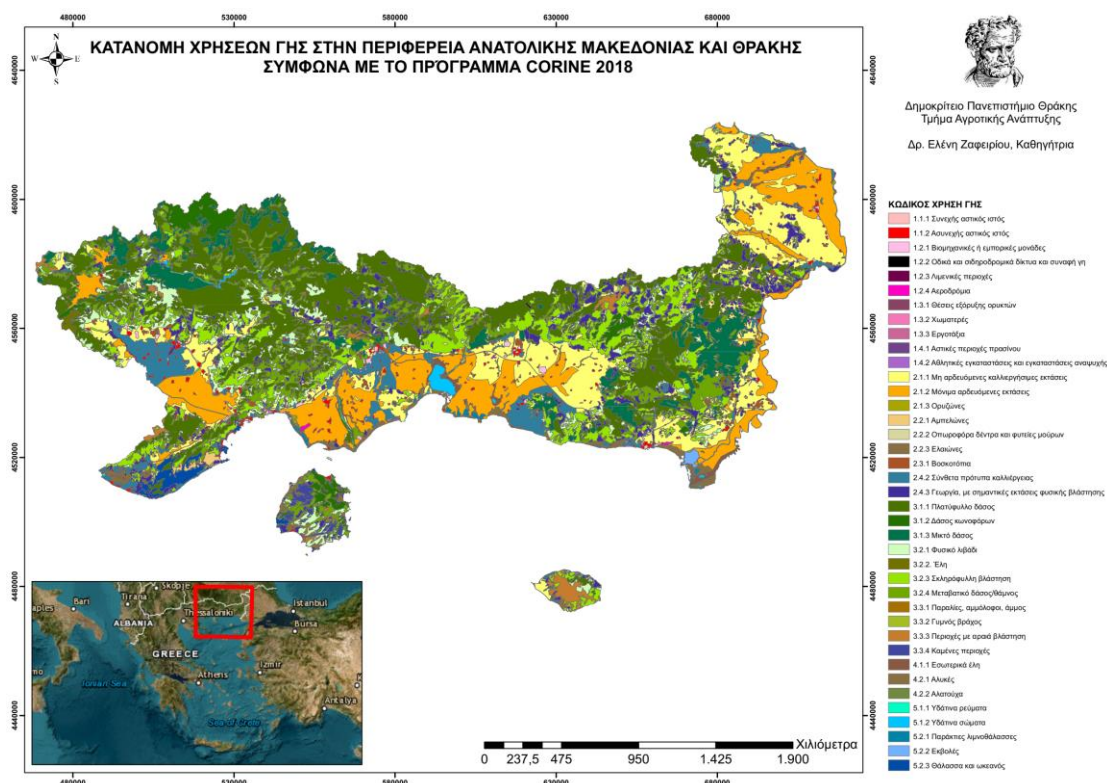 480000 530000 580000 630000 680000
ΚΑΤΑΝΟΜΗ ΧΡΗΣΕΩΝ ΓΗΣ ΣΤΗΝ ΠΕΡΙΦΕΡΕΙΑ ΑΝΑΤΟΛΙΚΗΣ ΜΑΚΕΔΟΝΙΑΣ ΚΑΙ ΘΡΑΚΗΣ
ΣΥΜΦΩΝΑ ΜΕ ΤΟ ΠΡΌΓΡΑΜΜΑ CORINE 2018
N
W E
S
4640000 4640000
4600000 4600000
4560000 4560000
4520000 4520000
4480000 4480000
4440000 4440000
Δημοκρίτειο Πανεπιστήμιο Θράκης
Τμήμα Αγροτικής Ανάπτυξης
Δρ. Ελένη Ζαφειρίου, Καθηγήτρια
ΚΩΔΙΚΟΣ ΧΡΗΣΗ ΓΗΣ
1.1.1 Συνεχής αστικός ιστός
1.1.2 Ασυνεχής αστικός ιστός
1.2.1 Βιομηχανικές ή εμπορικές μονάδες
1.2.2 Οδικά και σιδηροδρομικά δίκτυα και συναφή γη
1.2.3 Λιμενικές περιοχές
1.2.4 Αεροδρόμια
1.3.1 Θέσεις εξόρυξης ορυκτών
1.3.2 Χωματερές
1.3.3 Εργοτάξια
1.4.1 Αστικές περιοχές πρασίνου
1.4.2 Αθλητικές εγκαταστάσεις και εγκαταστάσεις αναψυχής
2.1.1 Μη αρδευόμενες καλλιεργήσιμες εκτάσεις
2.1.2 Μόνιμα αρδευόμενες εκτάσεις
2.1.3 Ορυζώνες
2.2.1 Αμπελώνες
2.2.2 Οπωροφόρα δέντρα και φυτείες μούρων
2.2.3 Ελαιώνες
2.3.1 Βοσκοτόπια
2.4.2 Σύνθετα πρότυπα καλλιέργειας
2.4.3 Γεωργία, με σημαντικές εκτάσεις φυσικής βλάστησης
3.1.1 Πλατύφυλλο δάσος
3.1.2 Δάσος κωνοφόρων
3.1.3 Μικτό δάσος
3.2.1 Φυσικό λιβάδι
3.2.2. Έλη
3.2.3 Σκληρόφυλλη βλάστηση
3.2.4 Μεταβατικό δάσος/θάμνος
3.3.1 Παραλίες, αμμόλοφοι, άμμος
3.3.2 Γυμνός βράχος
3.3.3 Περιοχές με αραιά βλάστηση
3.3.4 Καμένες περιοχές
4.1.1 Εσωτερικά έλη
4.2.1 Αλυκές
4.2.2 Αλατούχα
5.1.1 Υδάτινα ρεύματα
5.1.2 Υδάτινα σώματα
5.2.1 Παράκτιες λιμνοθάλασσες
5.2.2 Εκβολές
5.2.3 Θάλασσα και ωκεανός
Skopje
Bari
Tirana
aples
Istanbul
Thessaloniki
ALBANIA
Bursa
GREECE
Izmir
Athens
Ionian Sea
Antalya
Sea of Crete
Χιλιόμετρα
0 237,5 475 950 1.425 1.900
480000 530000 580000 630000 680000